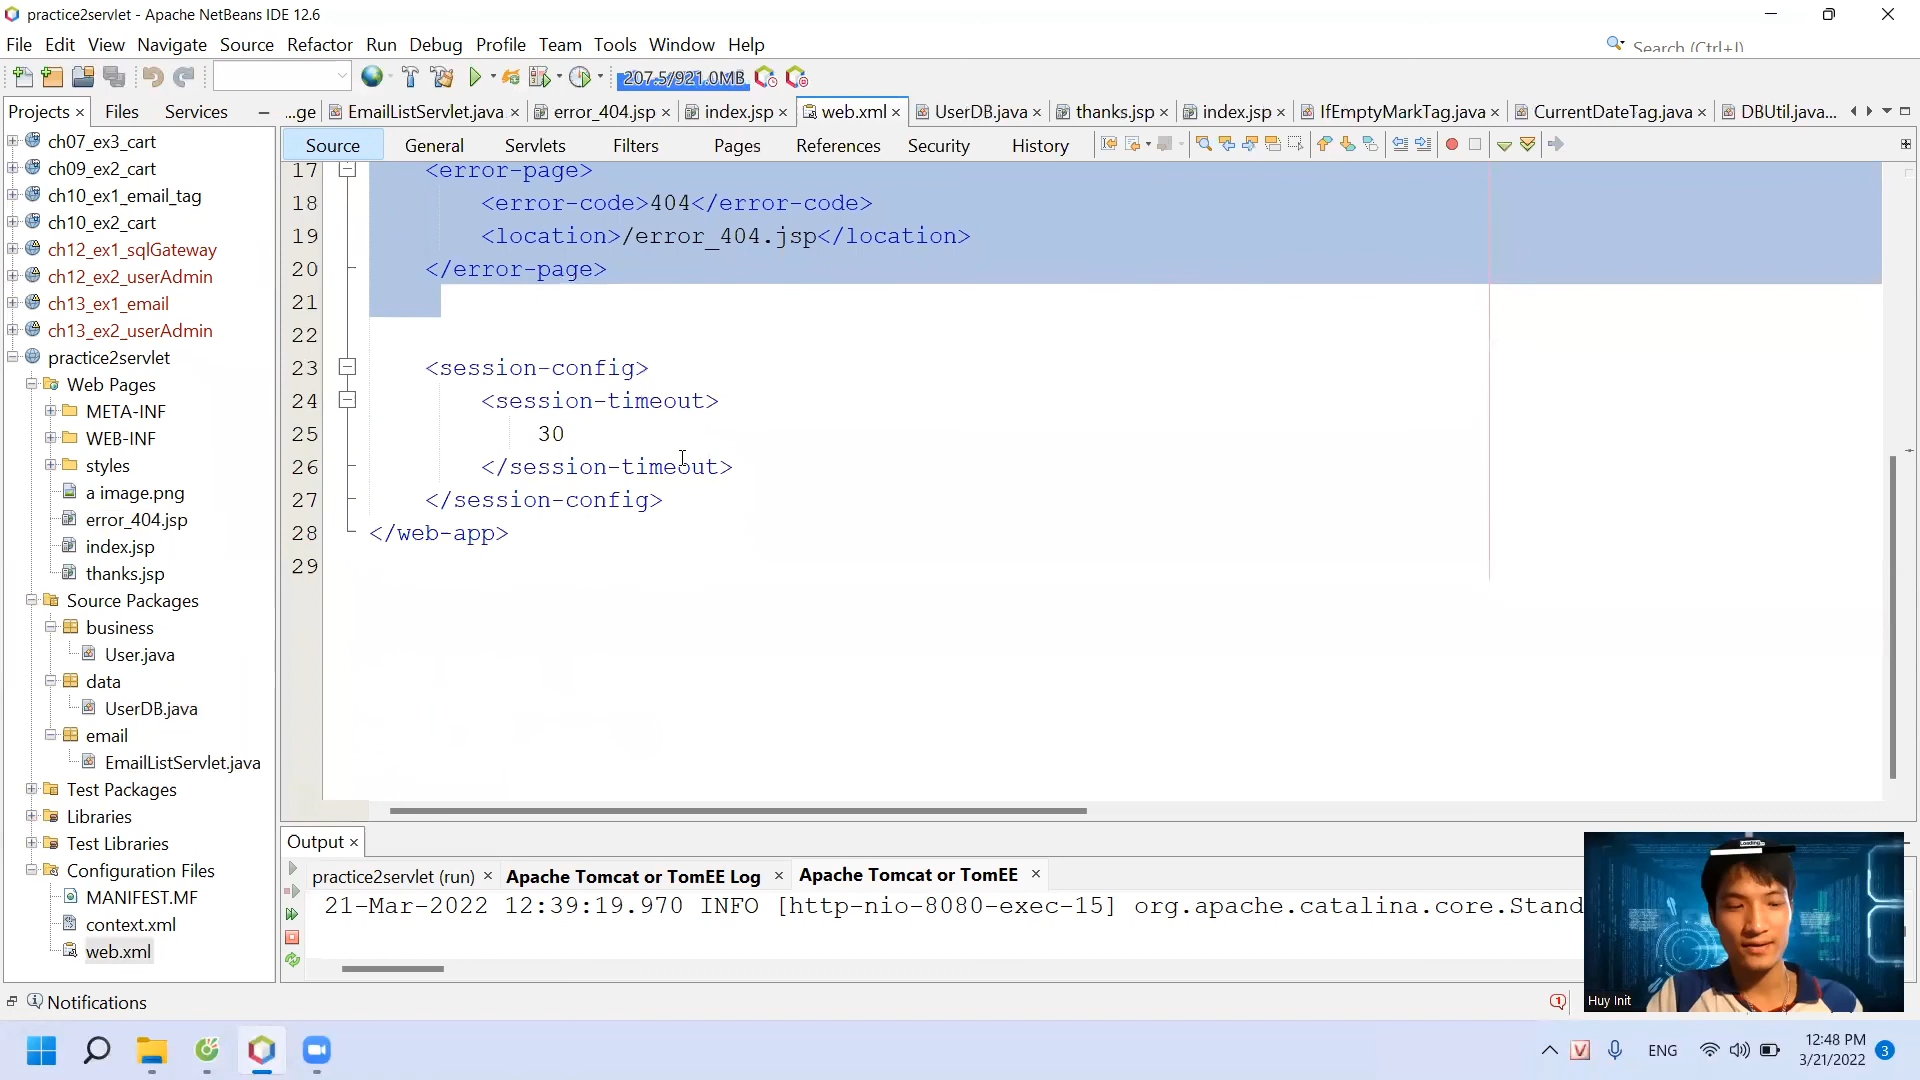 practice2servlet - Apache NetBeans IDE 12.6
File Edit View Navigate Source Refactor Run Debug Profile Team Tools Window Help
Search (Ctrl+I)
207.5/921.0MB
Projects Files Services
...ge EmailListServlet.java error_404.jsp index.jsp web.xml UserDB.java thanks.jsp index.jsp IfEmptyMarkTag.java CurrentDateTag.java DBUtil.java...
Source General Servlets Filters Pages References Security History
ch07_ex3_cart
ch09_ex2_cart
ch10_ex1_email_tag
ch10_ex2_cart
ch12_ex1_sqlGateway
ch12_ex2_userAdmin
ch13_ex1_email
ch13_ex2_userAdmin
practice2servlet
Web Pages
META-INF
WEB-INF
styles
a image.png
error_404.jsp
index.jsp
thanks.jsp
Source Packages
business
User.java
data
UserDB.java
email
EmailListServlet.java
Test Packages
Libraries
Test Libraries
Configuration Files
MANIFEST.MF
context.xml
web.xml
17 <error-page>
18 <error-code>404</error-code>
19 <location>/error_404.jsp</location>
20 </error-page>
21
22
23 <session-config>
24 <session-timeout>
25 30
26 </session-timeout>
27 </session-config>
28 </web-app>
29
Output
practice2servlet (run) Apache Tomcat or TomEE Log Apache Tomcat or TomEE
21-Mar-2022 12:39:19.970 INFO [http-nio-8080-exec-15] org.apache.catalina.core.Stand
Loading...
Huy Init
Notifications
1
ENG
12:48 PM
3/21/2022
3